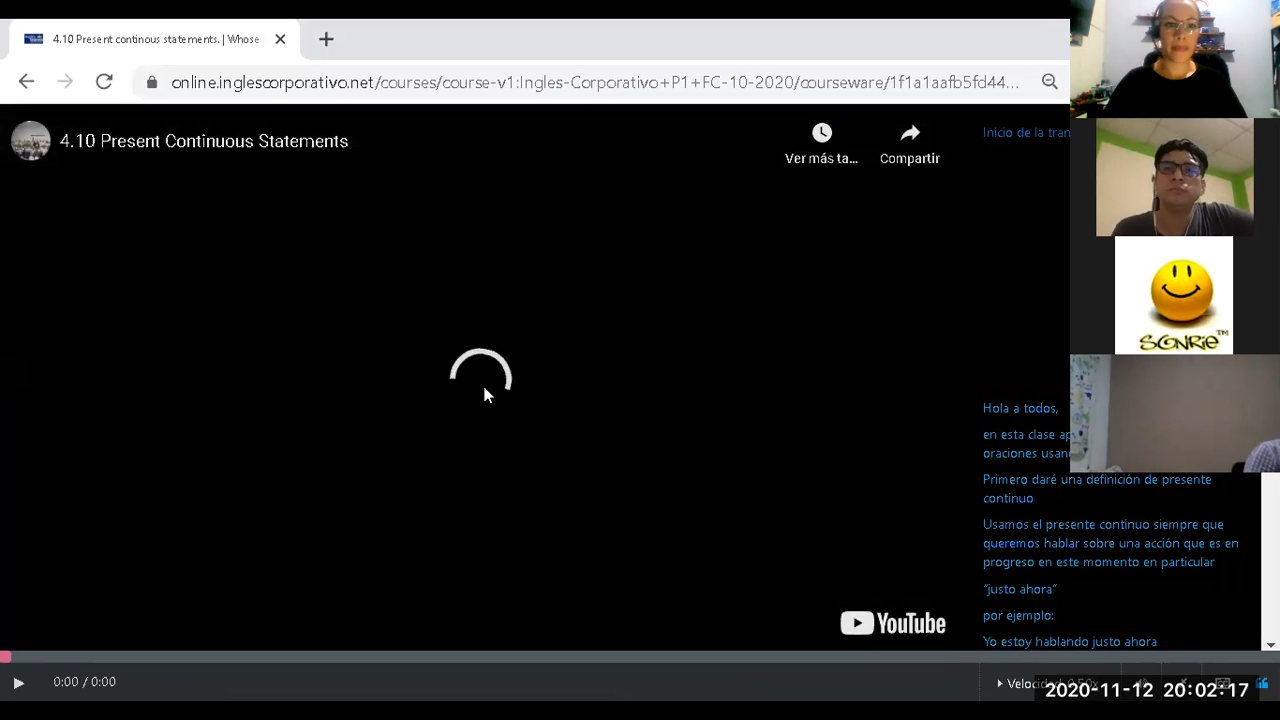 4.10 Present continous statements. | Whose
online.inglescorporativo.net/courses/course-v1:Ingles-Corporativo+P1+FC-10-2020/courseware/1f1a1aafb5fd44...
4.10 Present Continuous Statements
Ver más ta...
Compartir
Inicio de la tran
SONRIE™
Hola a todos,
en esta clase ap
oraciones usan
Primero daré una definición de presente
continuo
Usamos el presente continuo siempre que
queremos hablar sobre una acción que es en
progreso en este momento en particular
“justo ahora”
por ejemplo:
Yo estoy hablando justo ahora
YouTube
0:00 / 0:00
Velocidad 0.50x
2020-11-12 20:02:17